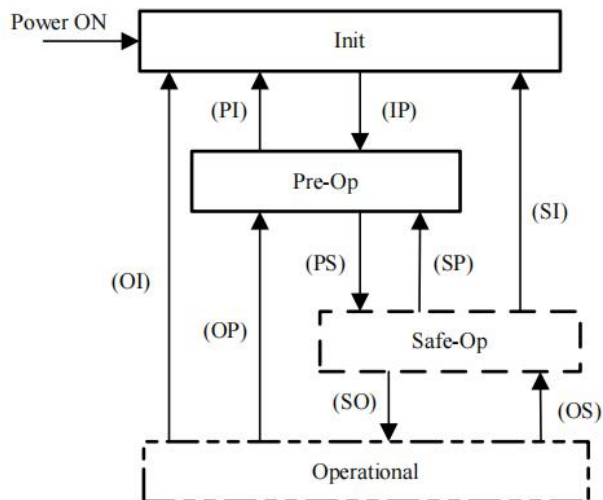 Power ON
Init
(PI)
(IP)
Pre-Op
(SI)
(PS)
(SP)
(OI)
(OP)
Safe-Op
(SO)
(OS)
Operational